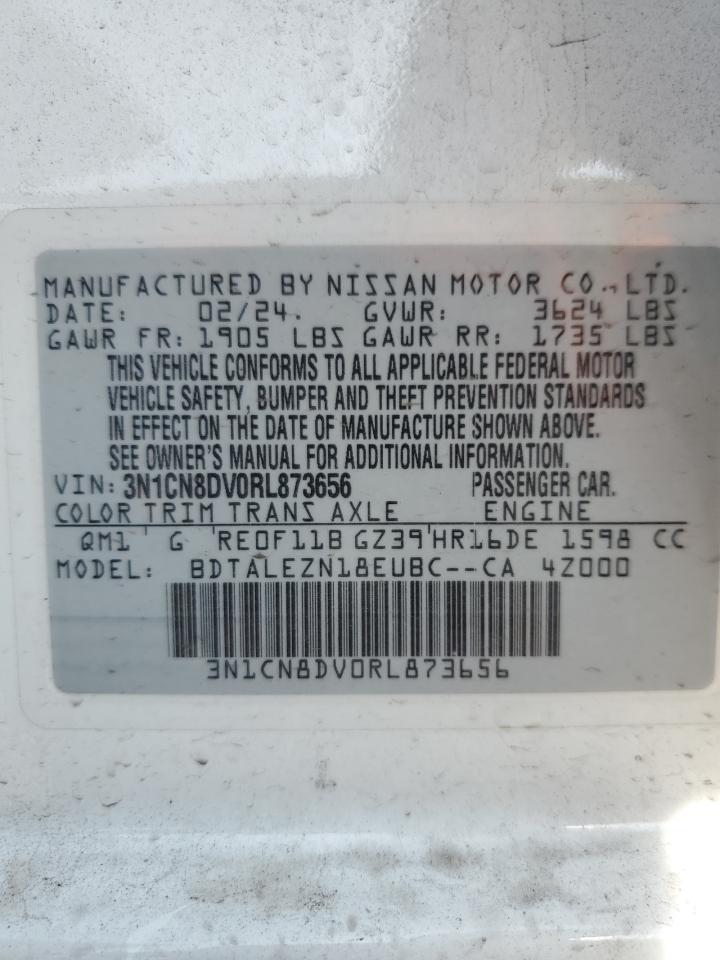 MANUFACTURED BY NISSAN MOTOR CO., LTD.
DATE: 02/24. GVWR: 3624 LBS
GAWR FR: 1905 LBS GAWR RR: 1735 LBS
THIS VEHICLE CONFORMS TO ALL APPLICABLE FEDERAL MOTOR
VEHICLE SAFETY, BUMPER AND THEFT PREVENTION STANDARDS
IN EFFECT ON THE DATE OF MANUFACTURE SHOWN ABOVE.
SEE OWNER'S MANUAL FOR ADDITIONAL INFORMATION.
VIN: 3N1CN8DV0RL873656 PASSENGER CAR.
COLOR TRIM TRANS AXLE ENGINE
QM1 G RE0F11B GZ39 HR16DE 1598 CC
MODEL: BDTALEZN18EUBC--CA 4Z000
3N1CN8DV0RL873656